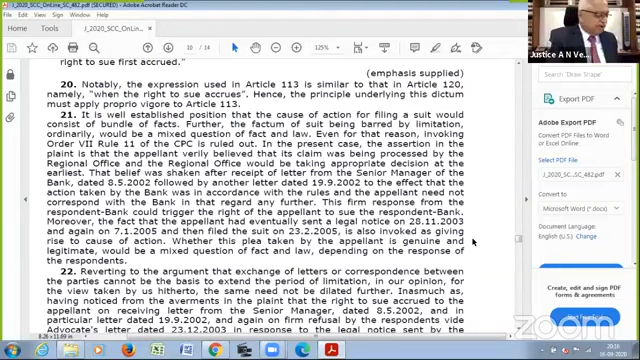 J_2020_SCC_OnLine_SC_482.pdf (SECURED) - Adobe Acrobat Reader DC
File Edit View Sign Window Help
Home Tools J_2020_SCC_OnLin...
10 / 14 125%
Justice A N Ve...
right to sue first accrued."
(emphasis supplied)
20. Notably, the expression used in Article 113 is similar to that in Article 120,
namely, "when the right to sue accrues". Hence, the principle underlying this dictum
must apply proprio vigore to Article 113.
21. It is well established position that the cause of action for filing a suit would
consist of bundle of facts. Further, the factum of suit being barred by limitation,
ordinarily, would be a mixed question of fact and law. Even for that reason, invoking
Order VII Rule 11 of the CPC is ruled out. In the present case, the assertion in the
plaint is that the appellant verily believed that its claim was being processed by the
Regional Office and the Regional Office would be taking appropriate decision at the
earliest. That belief was shaken after receipt of letter from the Senior Manager of the
Bank, dated 8.5.2002 followed by another letter dated 19.9.2002 to the effect that the
action taken by the Bank was in accordance with the rules and the appellant need not
correspond with the Bank in that regard any further. This firm response from the
respondent-Bank could trigger the right of the appellant to sue the respondent-Bank.
Moreover, the fact that the appellant had eventually sent a legal notice on 28.11.2003
and again on 7.1.2005 and then filed the suit on 23.2.2005, is also invoked as giving
rise to cause of action. Whether this plea taken by the appellant is genuine and
legitimate, would be a mixed question of fact and law, depending on the response of
the respondents.
22. Reverting to the argument that exchange of letters or correspondence between
the parties cannot be the basis to extend the period of limitation, in our opinion, for
the view taken by us hitherto, the same need not be dilated further. Inasmuch as,
having noticed from the averments in the plaint that the right to sue accrued to the
appellant on receiving letter from the Senior Manager, dated 8.5.2002, and in
particular letter dated 19.9.2002, and again on firm refusal by the respondents vide
Advocate's letter dated 23.12.2003 in response to the legal notice sent by the
8.26 x 11.69 in
Search 'Draw Shape'
Export PDF
Adobe Export PDF
Convert PDF Files to Word
or Excel Online
Select PDF File
J_2020_SCC_OnLine_SC_4...
Convert to
Microsoft Word (*.docx)
Document Language:
English (U.S.) Change
Create, edit and sign PDF
forms & agreements
zoom
20:16
16-09-2020